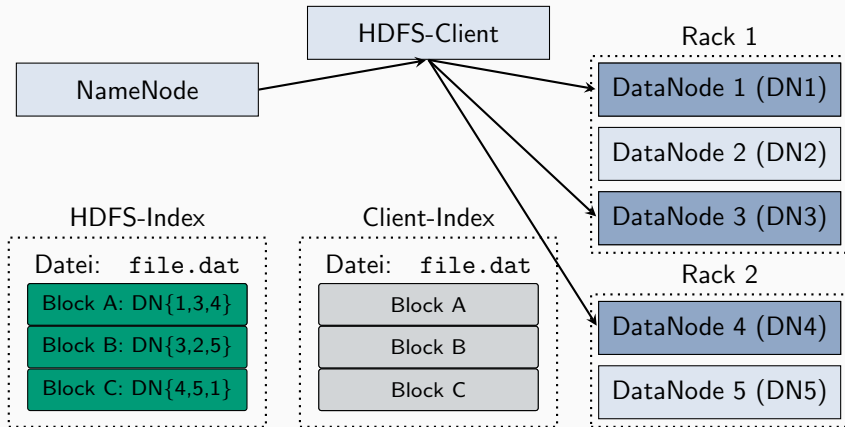 HDFS-Client
NameNode
Rack 1
DataNode 1 (DN1)
DataNode 2 (DN2)
DataNode 3 (DN3)
HDFS-Index
Datei: file.dat
Block A: DN{1,3,4}
Block B: DN{3,2,5}
Block C: DN{4,5,1}
Client-Index
Datei: file.dat
Block A
Block B
Block C
Rack 2
DataNode 4 (DN4)
DataNode 5 (DN5)